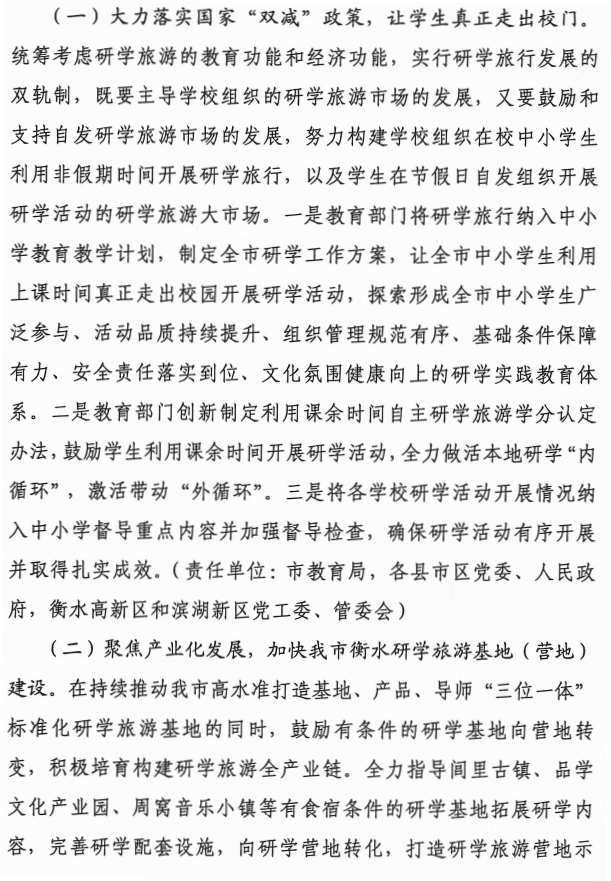 （一）大力落实国家“双减”政策，让学生真正走出校门。
统筹考虑研学旅游的教育功能和经济功能，实行研学旅行发展的
双轨制，既要主导学校组织的研学旅游市场的发展，又要鼓励和
支持自发研学旅游市场的发展，努力构建学校组织在校中小学生
利用非假期时间开展研学旅行，以及学生在节假日自发组织开展
研学活动的研学旅游大市场。一是教育部门将研学旅行纳入中小
学教育教学计划，制定全市研学工作方案，让全市中小学生利用
上课时间真正走出校园开展研学活动，探索形成全市中小学生广
泛参与、活动品质持续提升、组织管理规范有序、基础条件保障
有力、安全责任落实到位、文化氛围健康向上的研学实践教育体
系。二是教育部门创新制定利用课余时间自主研学旅游学分认定
办法，鼓励学生利用课余时间开展研学活动，全力做活本地研学“内
循环”，激活带动“外循环”。三是将各学校研学活动开展情况纳
入中小学督导重点内容并加强督导检查，确保研学活动有序开展
并取得扎实成效。（责任单位：市教育局，各县市区党委、人民政
府，衡水高新区和滨湖新区党工委、管委会）
（二）聚焦产业化发展，加快我市衡水研学旅游基地（营地）
建设。在持续推动我市高水准打造基地、产品、导师“三位一体”
标准化研学旅游基地的同时，鼓励有条件的研学基地向营地转
变，积极培育构建研学旅游全产业链。全力指导闾里古镇、品学
文化产业园、周窝音乐小镇等有食宿条件的研学基地拓展研学内
容，完善研学配套设施，向研学营地转化，打造研学旅游营地示